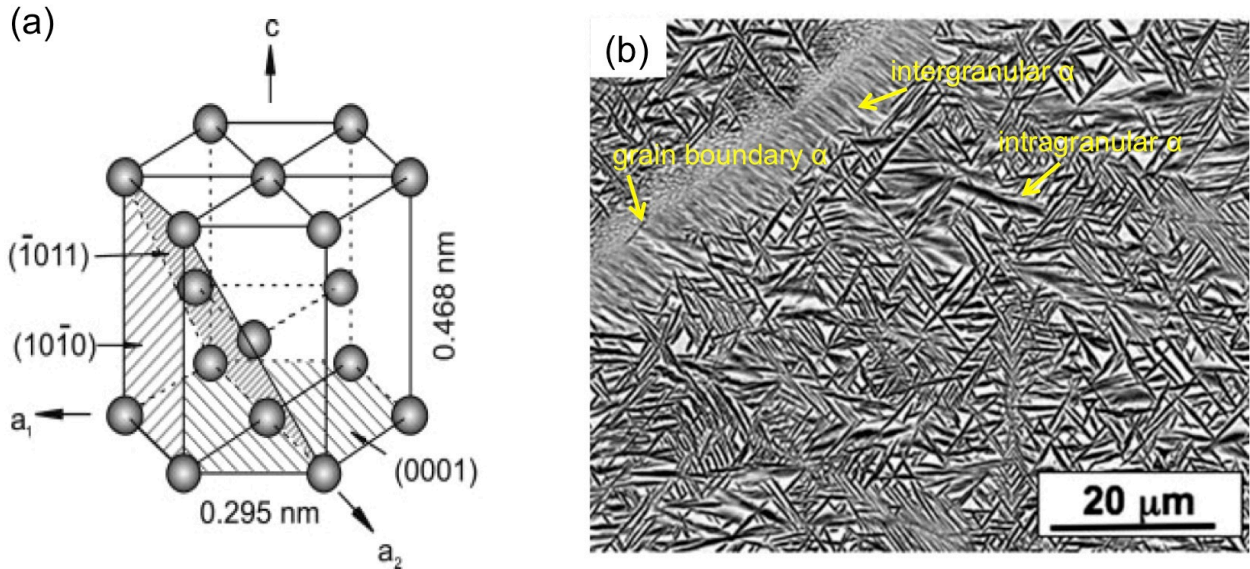 (a)
c
(1̄011)
(101̄0)
a₁
0.468 nm
(0001)
0.295 nm
a₂
(b)
intergranular α
grain boundary α
intragranular α
20 µm